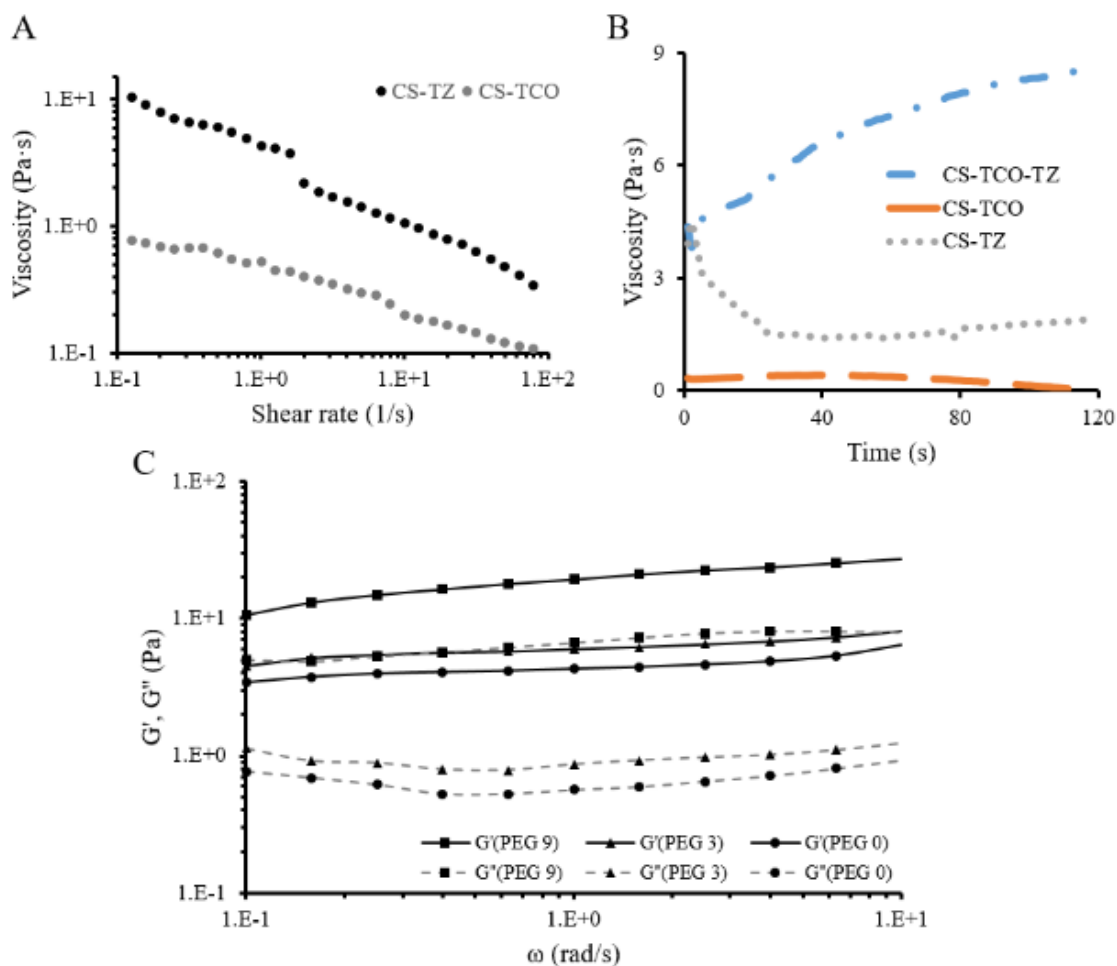 A
1.E+1
1.E+0
1.E-1
Viscosity (Pa·s)
CS-TZ CS-TCO
1.E-1 1.E+0 1.E+1 1.E+2
Shear rate (1/s)
B
9
6
3
0
Viscosity (Pa·s)
CS-TCO-TZ
CS-TCO
CS-TZ
0 40 80 120
Time (s)
C
1.E+2
1.E+1
1.E+0
1.E-1
G', G" (Pa)
G'(PEG 9) G'(PEG 3) G'(PEG 0)
G"(PEG 9) G"(PEG 3) G"(PEG 0)
1.E-1 1.E+0 1.E+1
ω (rad/s)